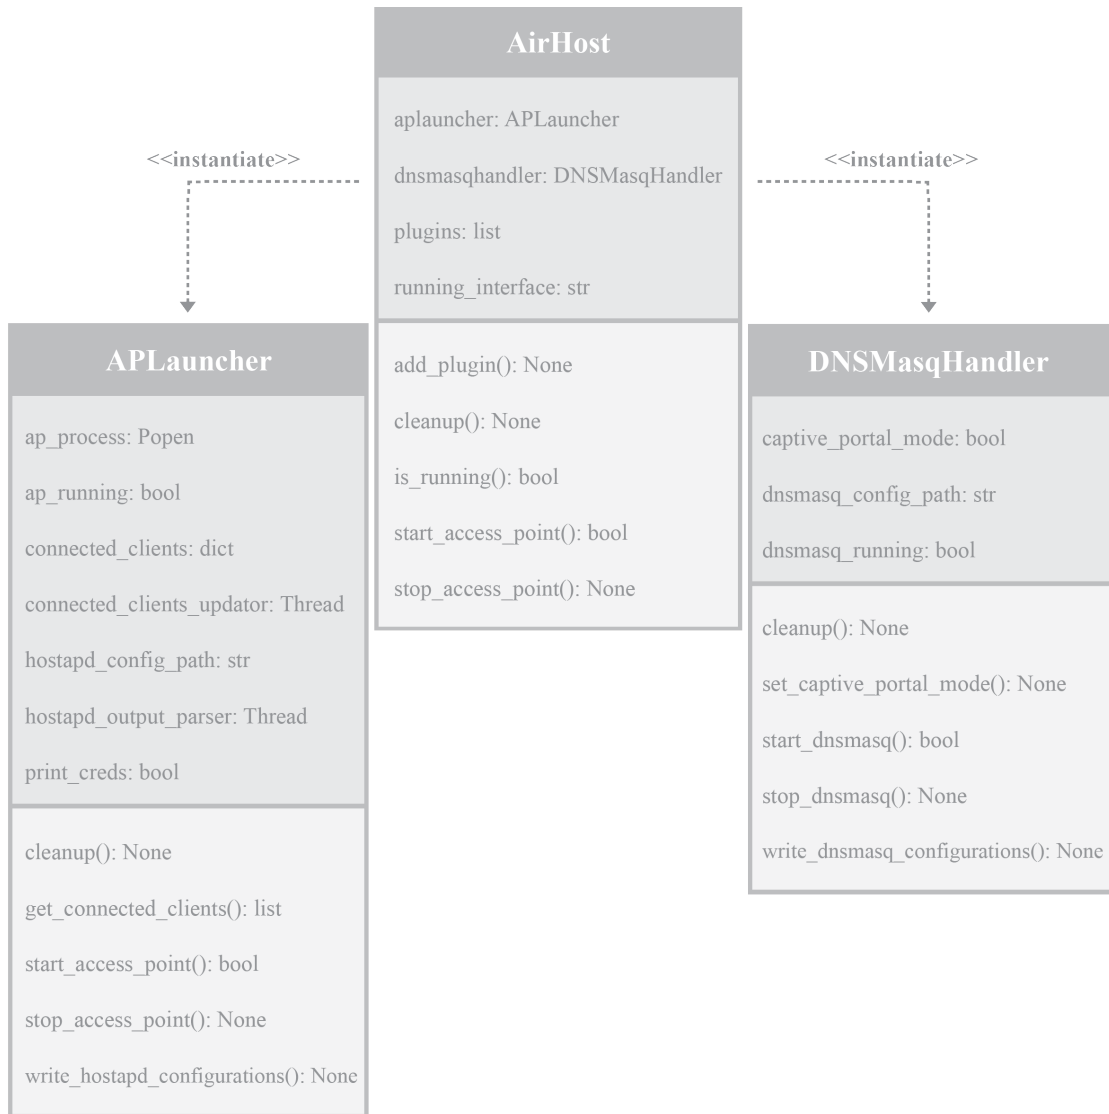 AirHost
aplauncher: APLauncher
dnsmasqhandler: DNSMasqHandler
plugins: list
running_interface: str
add_plugin(): None
cleanup(): None
is_running(): bool
start_access_point(): bool
stop_access_point(): None
<<instantiate>>
<<instantiate>>
APLauncher
ap_process: Popen
ap_running: bool
connected_clients: dict
connected_clients_updator: Thread
hostapd_config_path: str
hostapd_output_parser: Thread
print_creds: bool
cleanup(): None
get_connected_clients(): list
start_access_point(): bool
stop_access_point(): None
write_hostapd_configurations(): None
DNSMasqHandler
captive_portal_mode: bool
dnsmasq_config_path: str
dnsmasq_running: bool
cleanup(): None
set_captive_portal_mode(): None
start_dnsmasq(): bool
stop_dnsmasq(): None
write_dnsmasq_configurations(): None